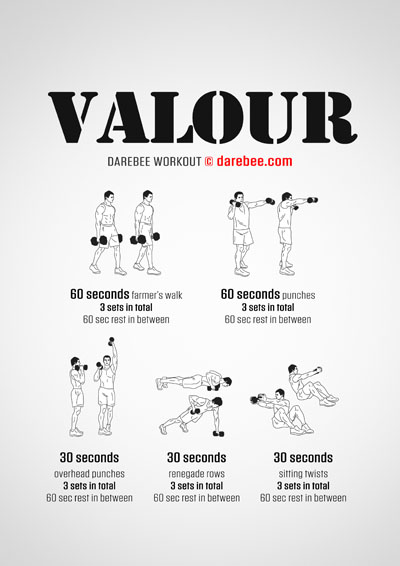 VALOUR
DAREBEE WORKOUT © darebee.com
60 seconds farmer's walk
3 sets in total
60 sec rest in between
60 seconds punches
3 sets in total
60 sec rest in between
30 seconds
overhead punches
3 sets in total
60 sec rest in between
30 seconds
renegade rows
3 sets in total
60 sec rest in between
30 seconds
sitting twists
3 sets in total
60 sec rest in between